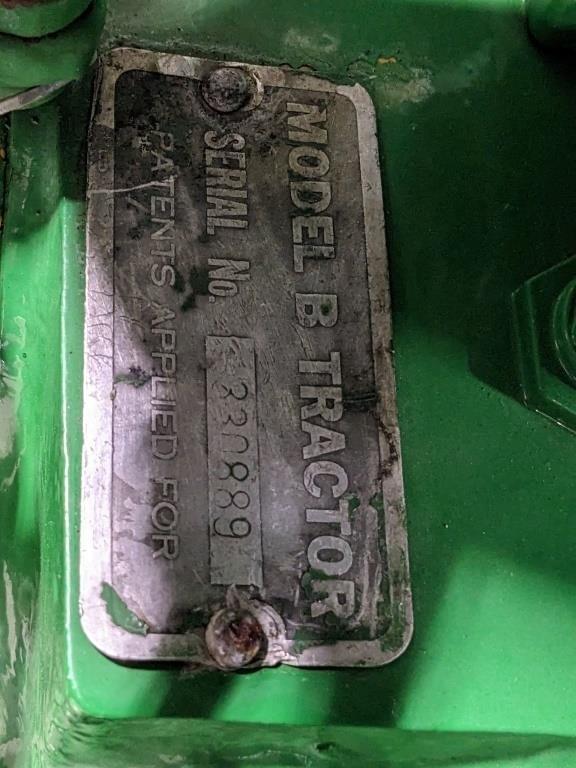 MODEL B TRACTOR
SERIAL No. 330889
PATENTS APPLIED FOR